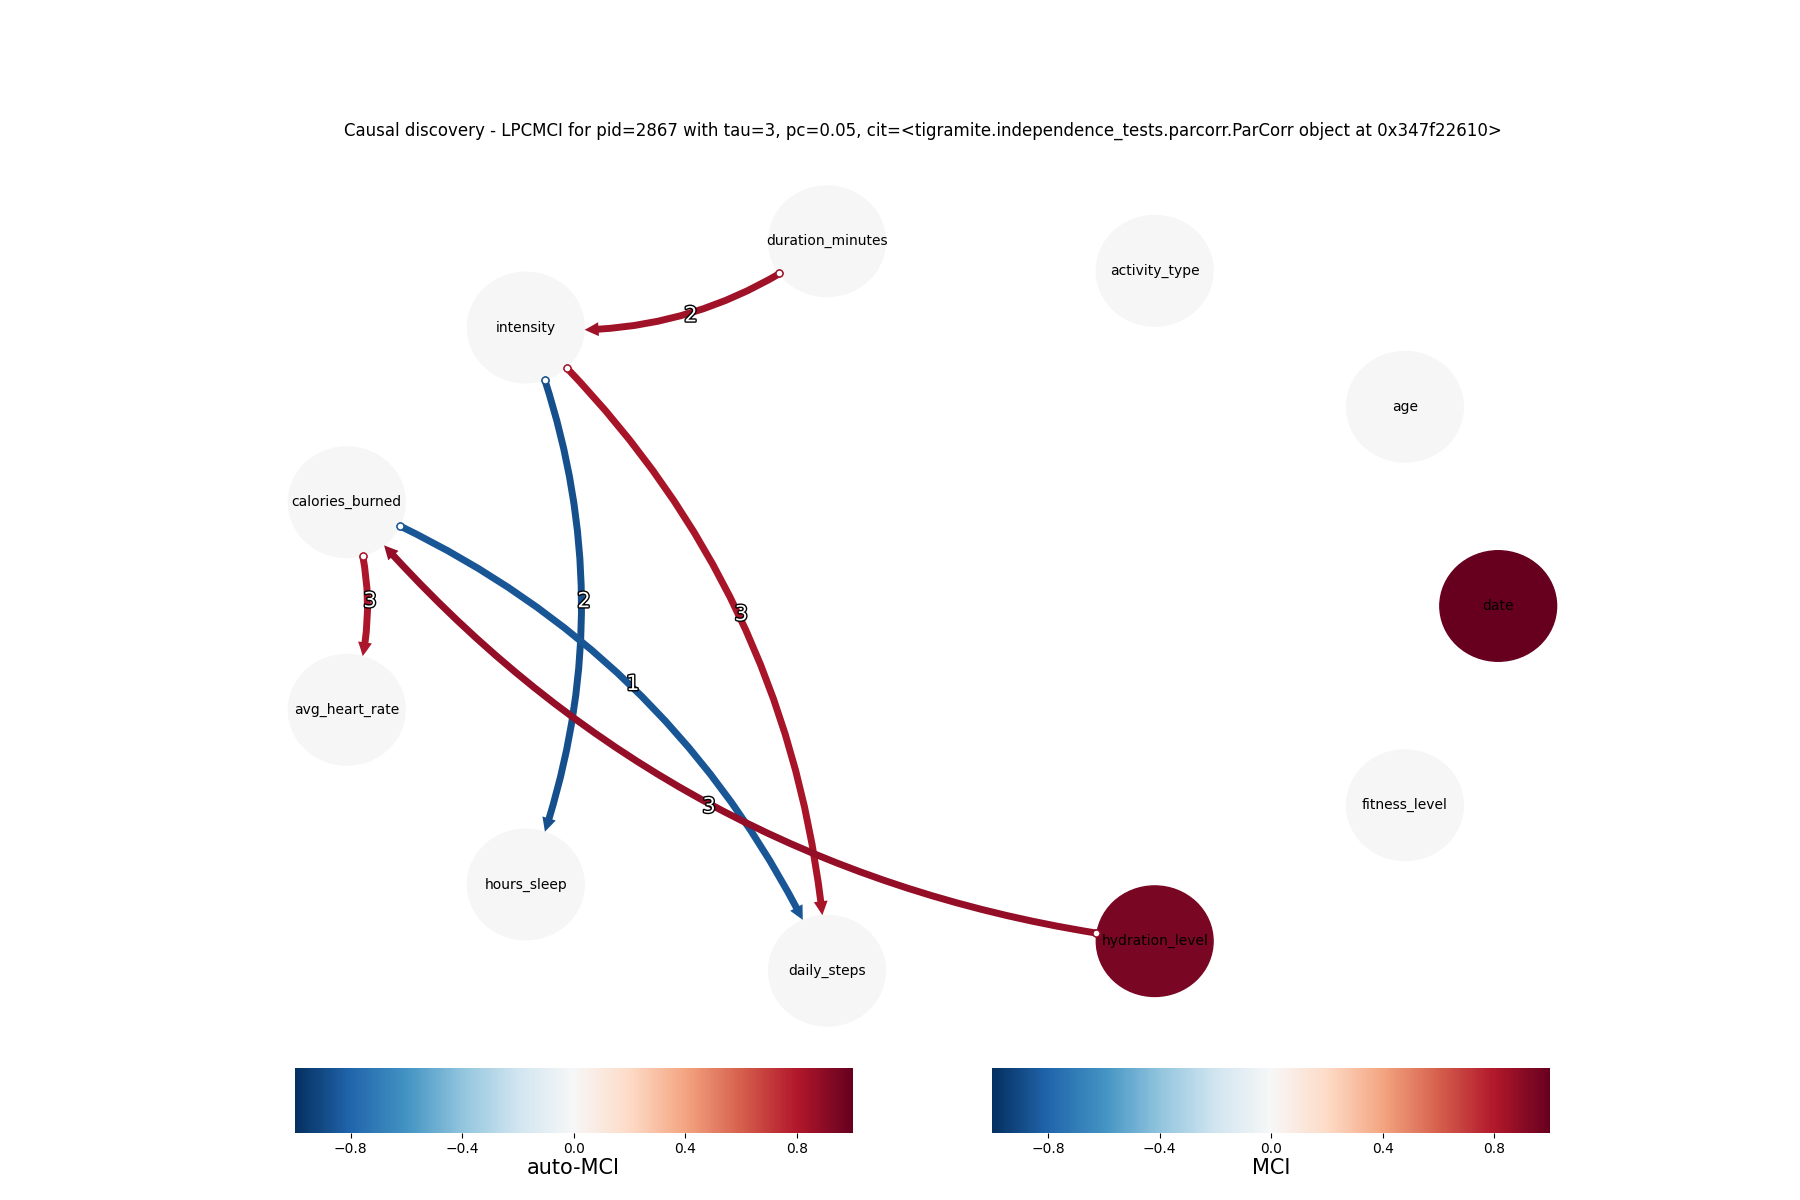 Causal discovery - LPCMCI for pid=2867 with tau=3, pc=0.05, cit=<tigramite.independence_tests.parcorr.ParCorr object at 0x347f22610>
duration_minutes
activity_type
2
intensity
age
calories_burned
3
2
date
3
1
avg_heart_rate
3
fitness_level
hours_sleep
hydration_level
daily_steps
−0.8 −0.4 0.0 0.4 0.8
auto-MCI
−0.8 −0.4 0.0 0.4 0.8
MCI